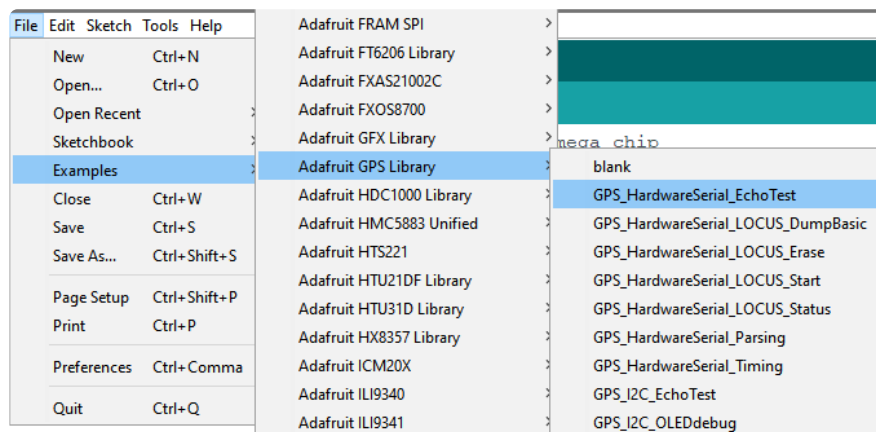 File Edit Sketch Tools Help
New Ctrl+N
Open... Ctrl+O
Open Recent
Sketchbook
Examples
Close Ctrl+W
Save Ctrl+S
Save As... Ctrl+Shift+S
Page Setup Ctrl+Shift+P
Print Ctrl+P
Preferences Ctrl+Comma
Quit Ctrl+Q
Adafruit FRAM SPI
Adafruit FT6206 Library
Adafruit FXAS21002C
Adafruit FXOS8700
Adafruit GFX Library
Adafruit GPS Library
Adafruit HDC1000 Library
Adafruit HMC5883 Unified
Adafruit HTS221
Adafruit HTU21DF Library
Adafruit HTU31D Library
Adafruit HX8357 Library
Adafruit ICM20X
Adafruit ILI9340
Adafruit ILI9341
mega chip
blank
GPS_HardwareSerial_EchoTest
GPS_HardwareSerial_LOCUS_DumpBasic
GPS_HardwareSerial_LOCUS_Erase
GPS_HardwareSerial_LOCUS_Start
GPS_HardwareSerial_LOCUS_Status
GPS_HardwareSerial_Parsing
GPS_HardwareSerial_Timing
GPS_I2C_EchoTest
GPS_I2C_OLEDdebug